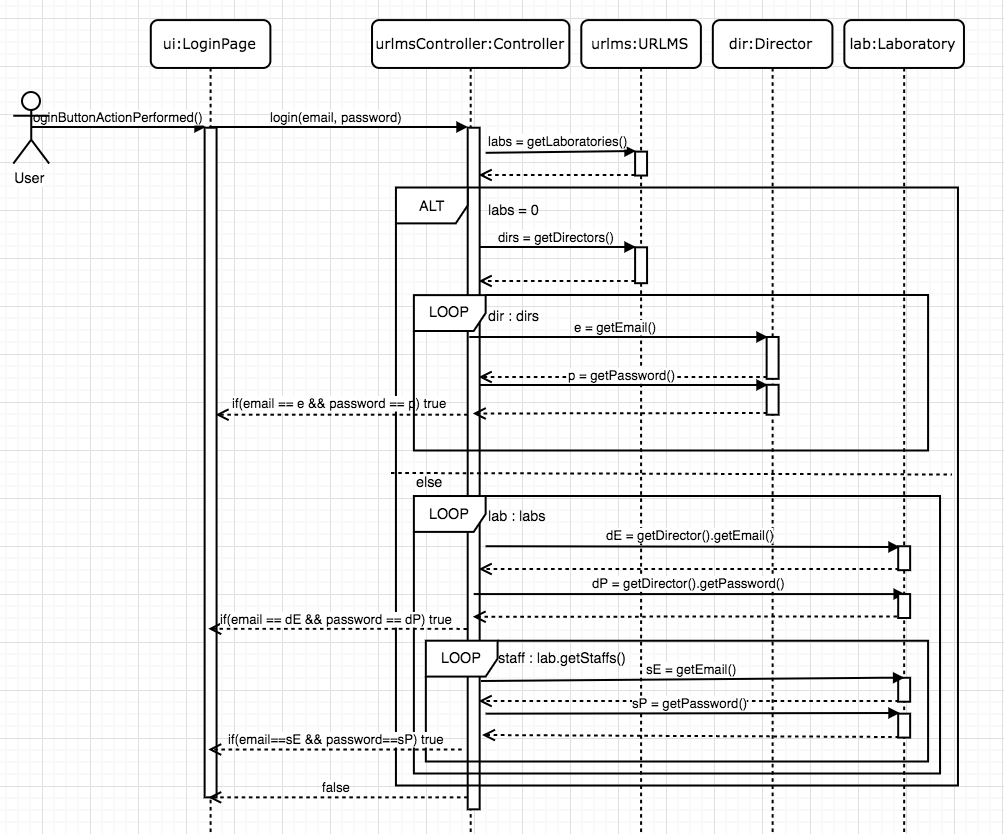 ui:LoginPage
urlmsController:Controller
urlms:URLMS
dir:Director
lab:Laboratory
oginButtonActionPerformed()
login(email, password)
labs = getLaboratories()
User
ALT
labs = 0
dirs = getDirectors()
LOOP
dir : dirs
e = getEmail()
p = getPassword()
if(email == e && password == p) true
else
LOOP
lab : labs
dE = getDirector().getEmail()
dP = getDirector().getPassword()
if(email == dE && password == dP) true
LOOP
staff : lab.getStaffs()
sE = getEmail()
sP = getPassword()
if(email==sE && password==sP) true
false